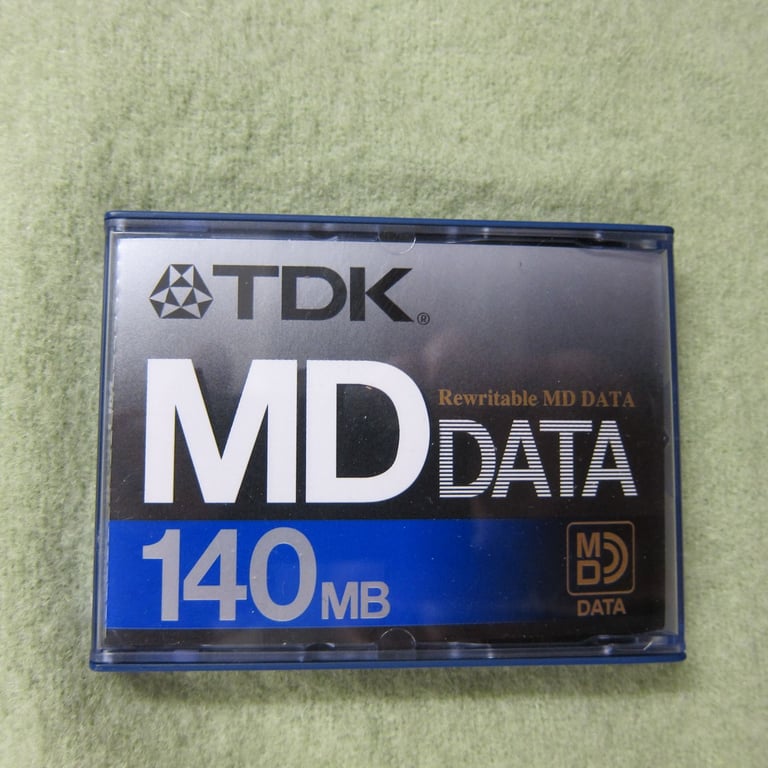 TDK®
MD
Rewritable MD DATA
DATA
140MB
MD
DATA